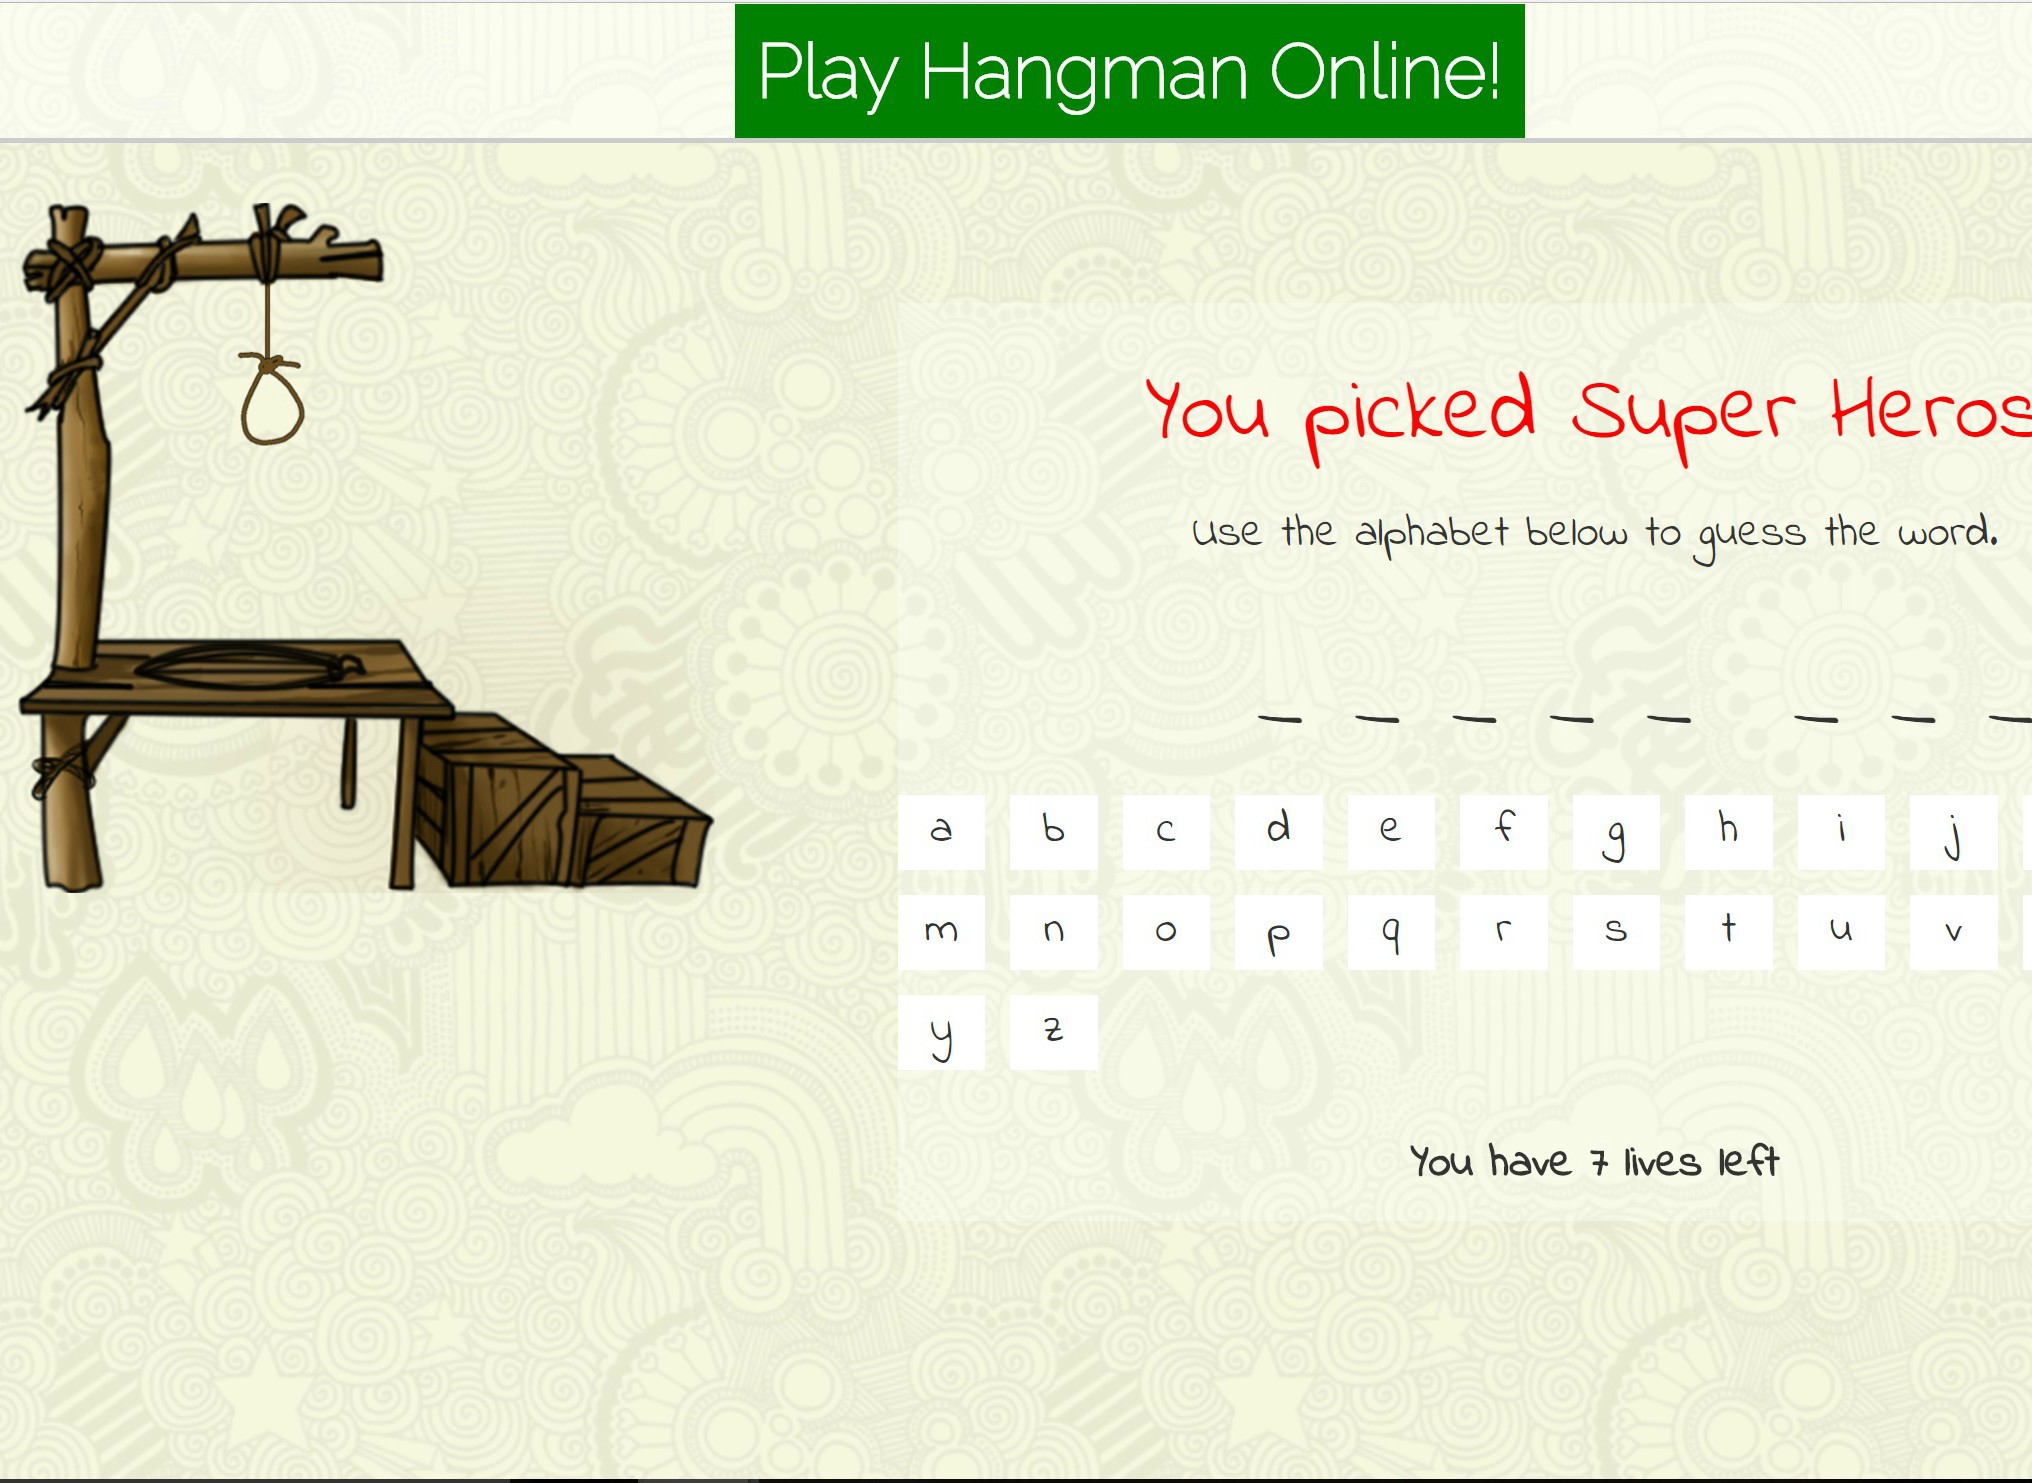 Play Hangman Online!
You picked Super Heros
Use the alphabet below to guess the word.
_ _ _ _ _  _ _ _
a b c d e f g h i j
m n o p q r s t u v
y z
You have 7 lives left